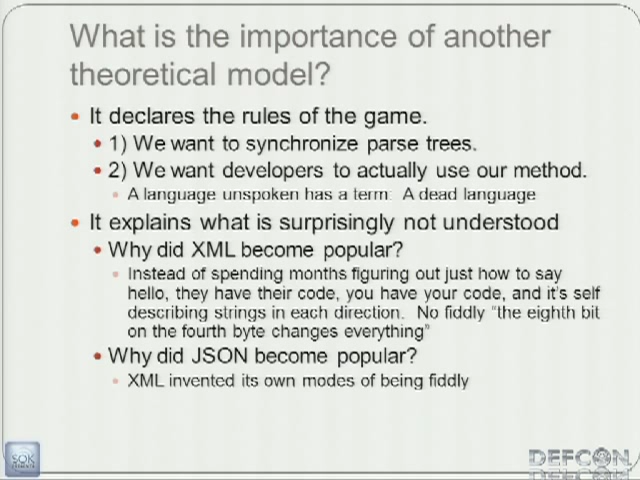 What is the importance of another
theoretical model?
• It declares the rules of the game.
• 1) We want to synchronize parse trees.
• 2) We want developers to actually use our method.
• A language unspoken has a term: A dead language
• It explains what is surprisingly not understood
• Why did XML become popular?
• Instead of spending months figuring out just how to say
hello, they have their code, you have your code, and it's self
describing strings in each direction. No fiddly "the eighth bit
on the fourth byte changes everything"
• Why did JSON become popular?
• XML invented its own modes of being fiddly
SOK
DEFCON